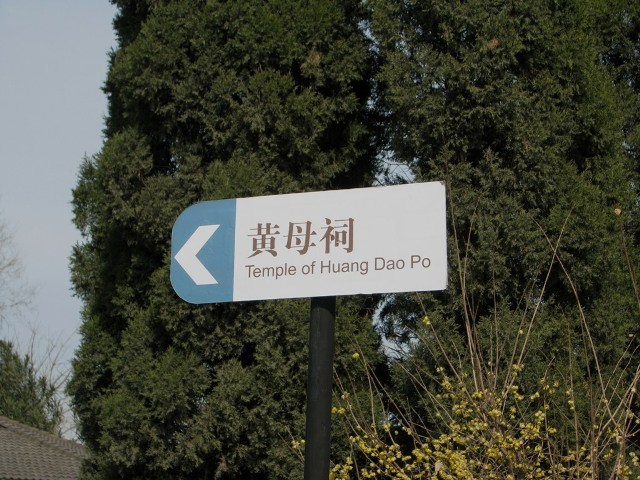 黄母祠
Temple of Huang Dao Po